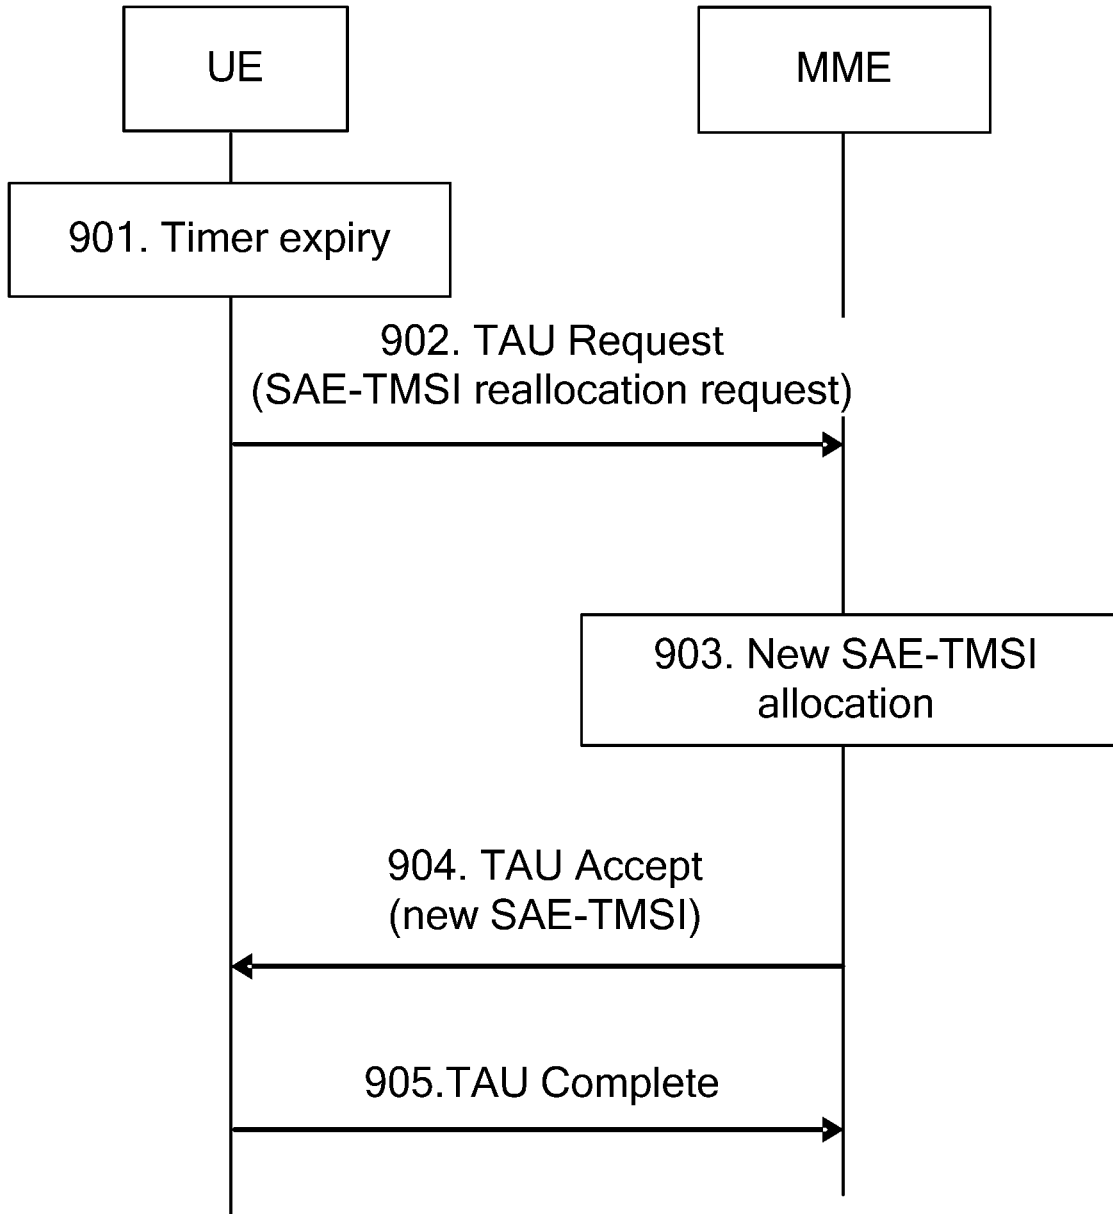 UE
MME
901. Timer expiry
902. TAU Request
(SAE-TMSI reallocation request)
903. New SAE-TMSI
allocation
904. TAU Accept
(new SAE-TMSI)
905.TAU Complete